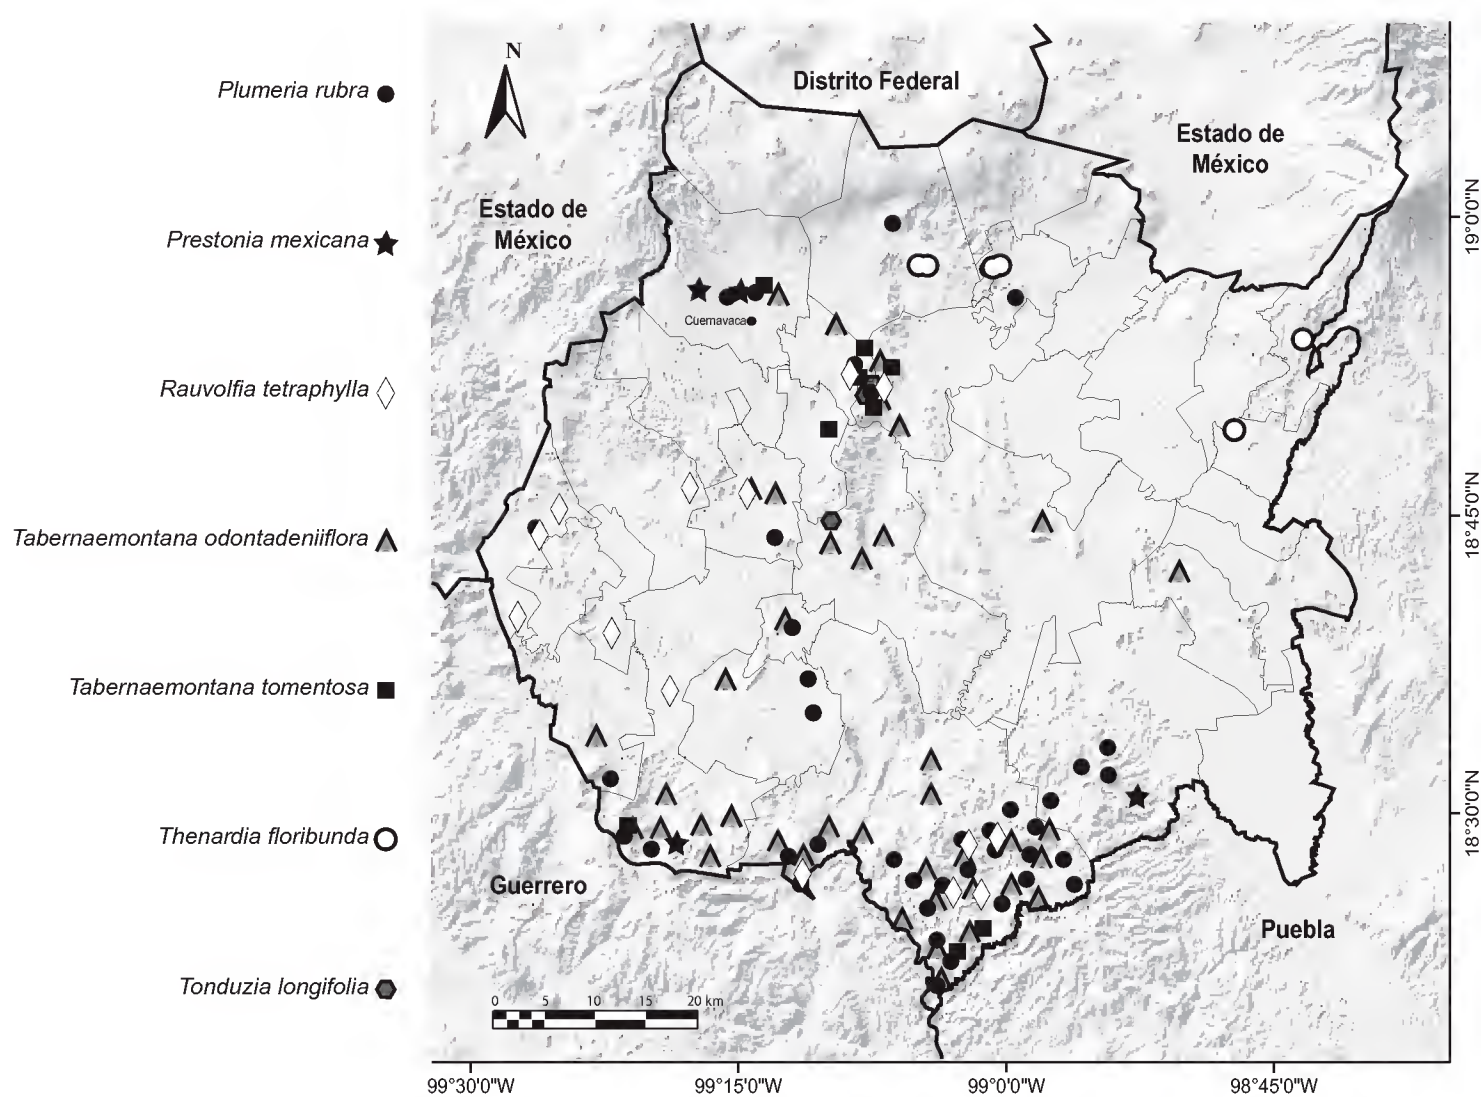 N
Distrito Federal
Estado de
México
Estado de
México
Plumeria rubra
Prestonia mexicana
Rauvolfia tetraphylla
Tabernaemontana odontadeniiflora
Tabernaemontana tomentosa
Thenardia floribunda
Tonduzia longifolia
Cuernavaca
Guerrero
Puebla
0 5 10 15 20 km
19°0'0"N
18°45'0"N
18°30'0"N
99°30'0"W 99°15'0"W 99°0'0"W 98°45'0"W